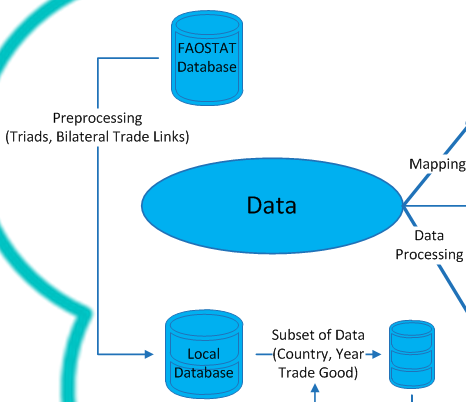 FAOSTAT
Database
Preprocessing
(Triads, Bilateral Trade Links)
Mapping
Data
Data
Processing
Subset of Data
(Country, Year
Trade Good)
Local
Database